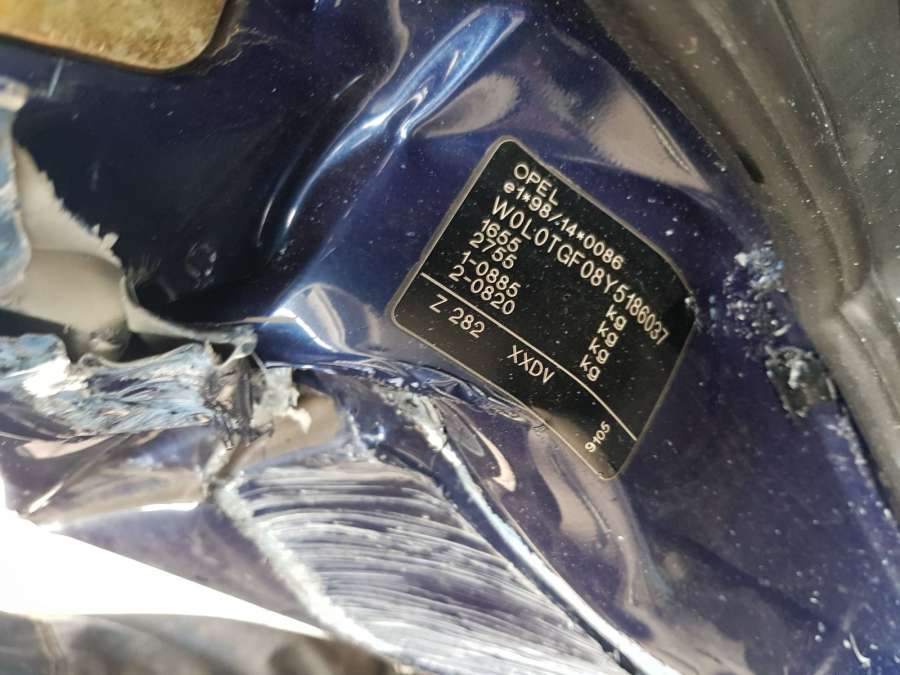 OPEL
e1*98/14*0086
W0L0TGF08Y5186037
1655 kg
2755 kg
1-0885 kg
2-0820 kg
Z 282 XXDV
9105